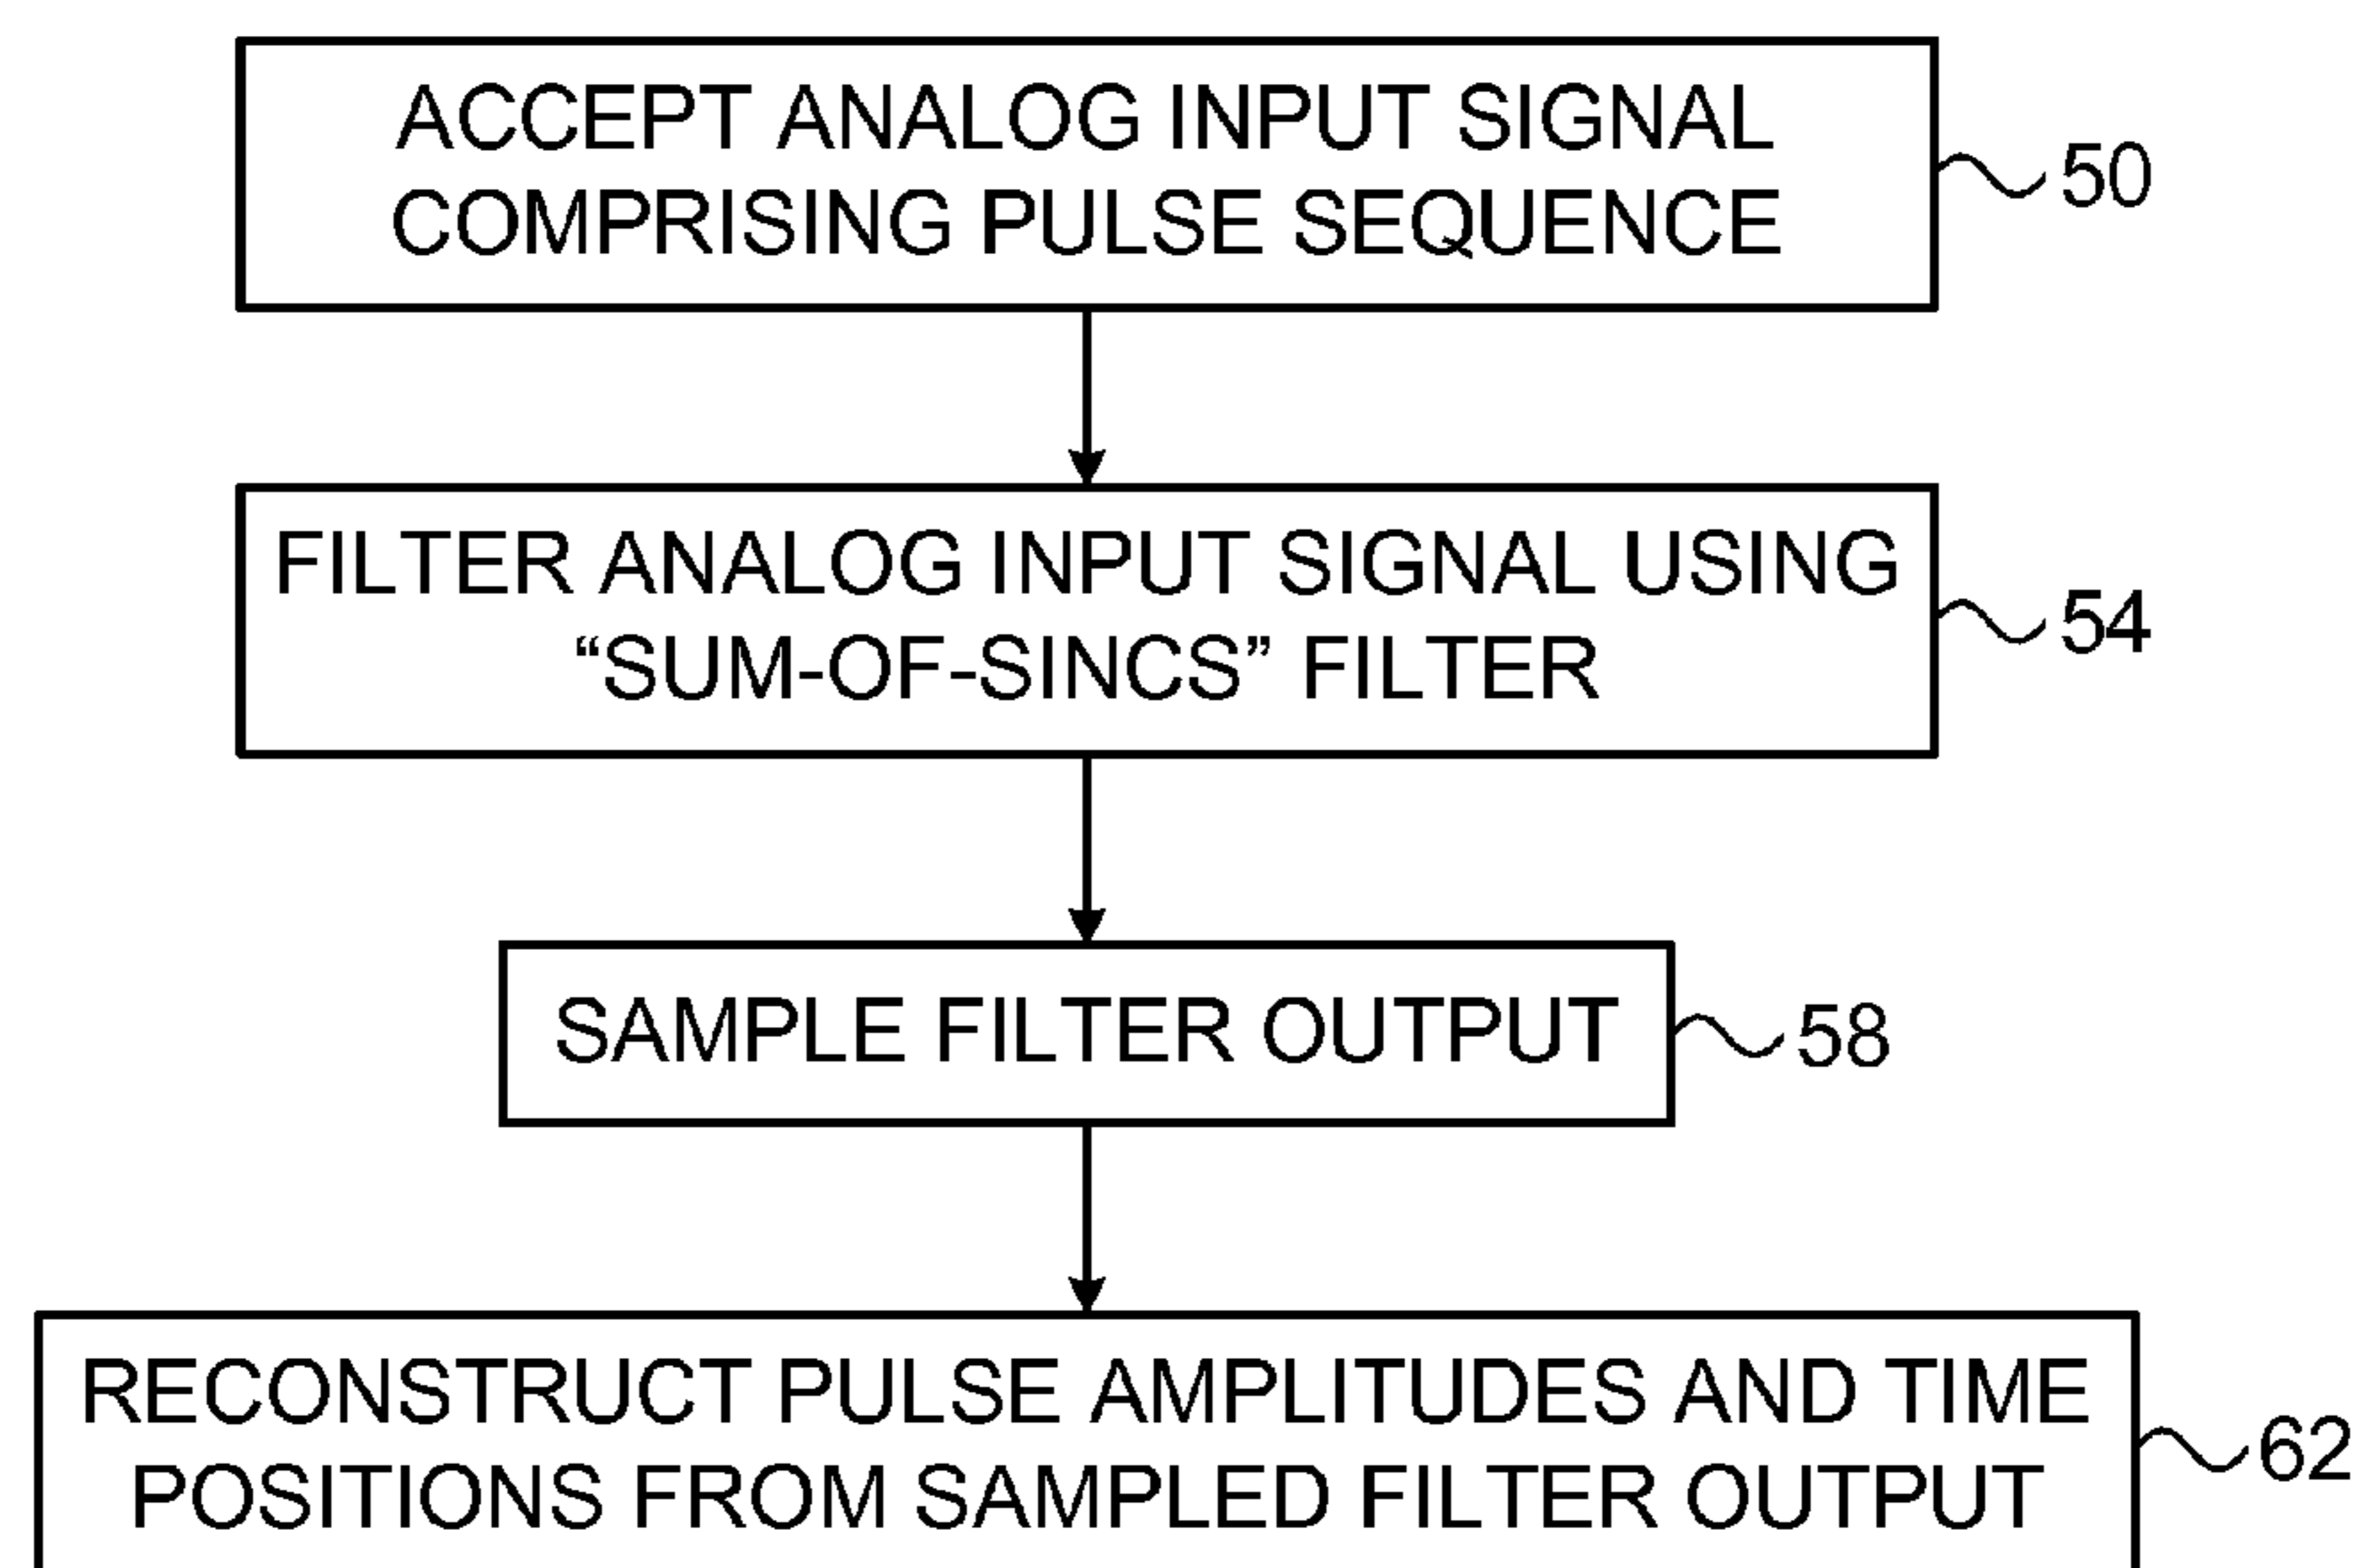 ACCEPT ANALOG INPUT SIGNAL
COMPRISING PULSE SEQUENCE
50
FILTER ANALOG INPUT SIGNAL USING
“SUM-OF-SINCS” FILTER
54
SAMPLE FILTER OUTPUT
58
RECONSTRUCT PULSE AMPLITUDES AND TIME
POSITIONS FROM SAMPLED FILTER OUTPUT
62